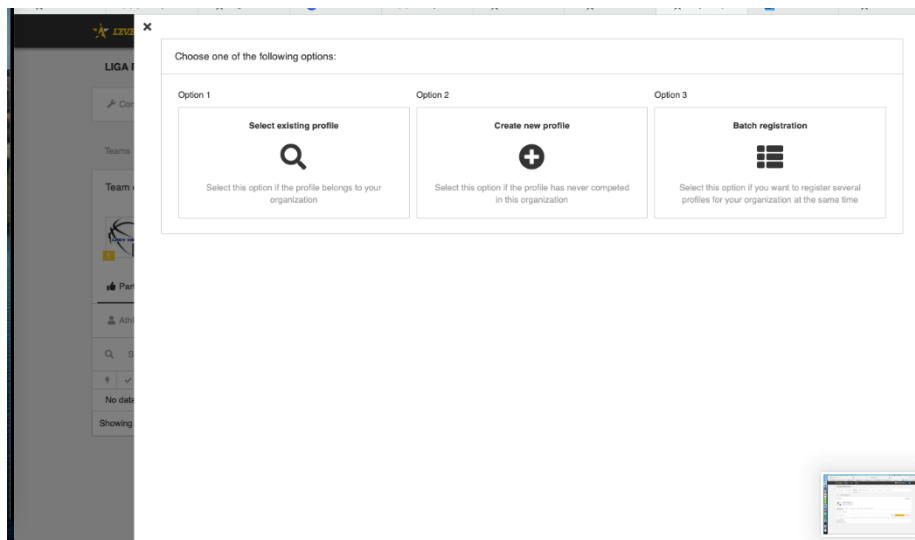 LEVE
LIGA
Choose one of the following options:
Option 1
Option 2
Option 3
Select existing profile
Select this option if the profile belongs to your
organization
Create new profile
Select this option if the profile has never competed
in this organization
Batch registration
Select this option if you want to register several
profiles for your organization at the same time
Teams
Team
No data
Showing